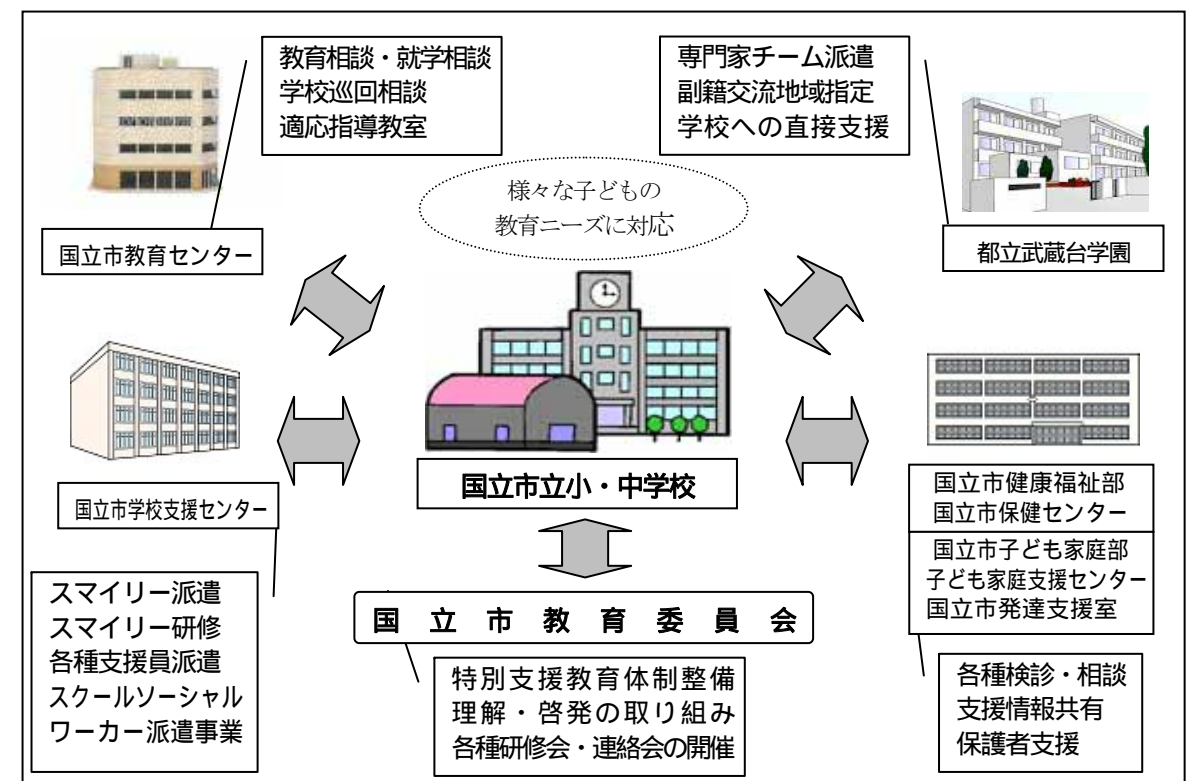 教育相談・就学相談
学校巡回相談
適応指導教室
国立市教育センター
専門家チーム派遣
副籍交流地域指定
学校への直接支援
都立武蔵台学園
様々な子どもの
教育ニーズに対応
国立市学校支援センター
スマイリー派遣
スマイリー研修
各種支援員派遣
スクールソーシャル
ワーカー派遣事業
国立市立小・中学校
国立市健康福祉部
国立市保健センター
国立市子ども家庭部
子ども家庭支援センター
国立市発達支援室
各種検診・相談
支援情報共有
保護者支援
国立市教育委員会
特別支援教育体制整備
理解・啓発の取り組み
各種研修会・連絡会の開催